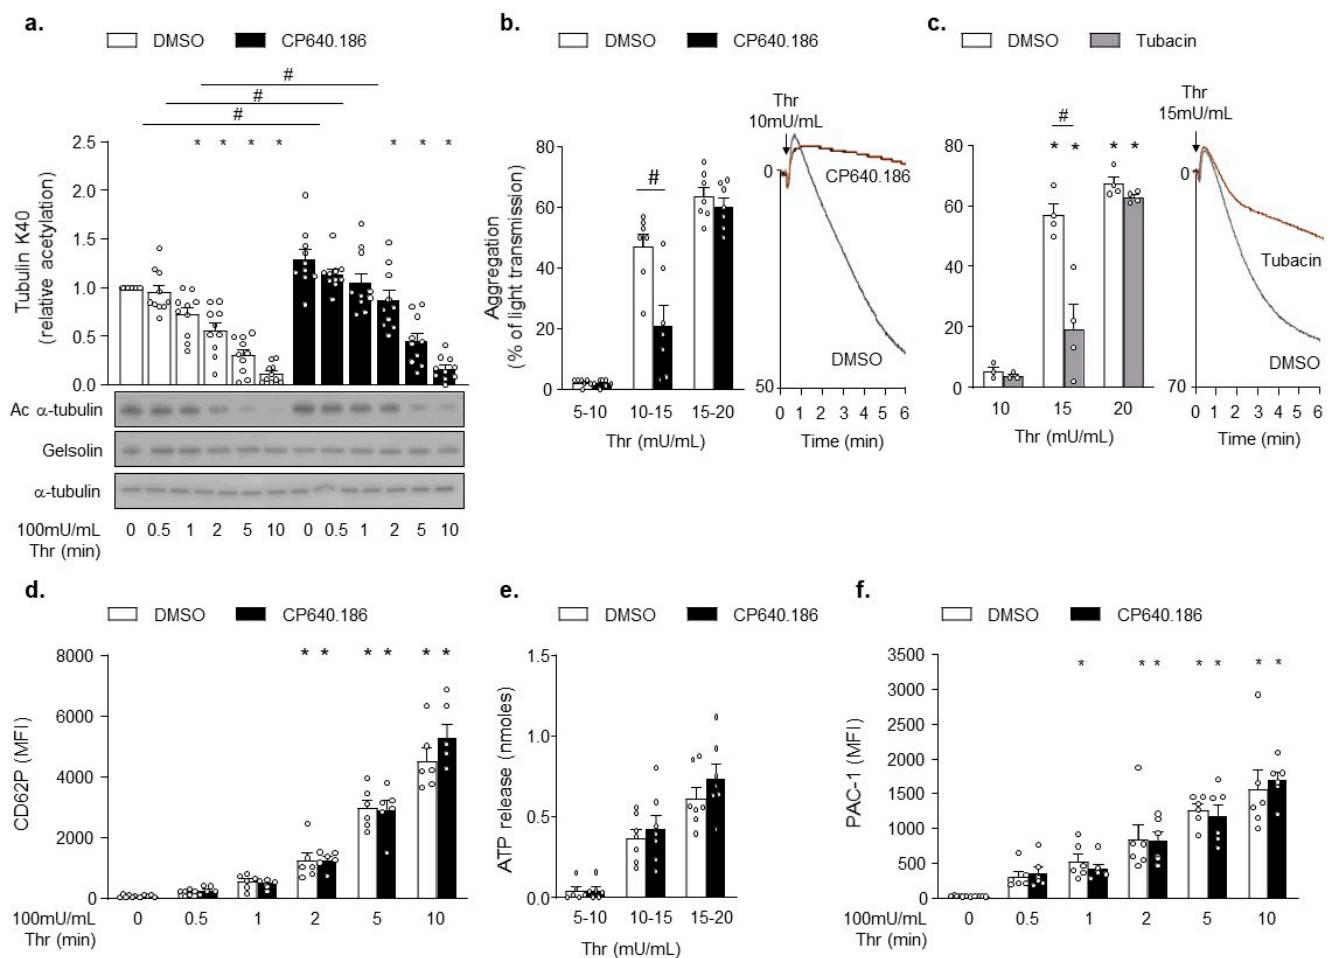 a.
DMSO CP640.186
#
#
#
* * * * * * *
2.5
2.0
1.5
1.0
0.5
0.0
Tubulin K40
(relative acetylation)
Ac α-tubulin
Gelsolin
α-tubulin
100mU/mL
Thr (min)
0 0.5 1 2 5 10 0 0.5 1 2 5 10
b.
DMSO CP640.186
#
80
60
40
20
0
Aggregation
(% of light transmission)
5-10 10-15 15-20
Thr (mU/mL)
Thr
10mU/mL
0
CP640.186
DMSO
50
0 1 2 3 4 5 6
Time (min)
c.
DMSO Tubacin
#
* * * *
80
60
40
20
0
10 15 20
Thr (mU/mL)
Thr
15mU/mL
0
Tubacin
DMSO
70
0 1 2 3 4 5 6
Time (min)
d.
DMSO CP640.186
* * * * * *
8000
6000
4000
2000
0
CD62P (MFI)
100mU/mL
Thr (min)
0 0.5 1 2 5 10
e.
DMSO CP640.186
1.5
1.0
0.5
0.0
ATP release (nmoles)
5-10 10-15 15-20
Thr (mU/mL)
f.
DMSO CP640.186
* * * * * * *
3500
3000
2500
2000
1500
1000
500
0
PAC-1 (MFI)
100mU/mL
Thr (min)
0 0.5 1 2 5 10